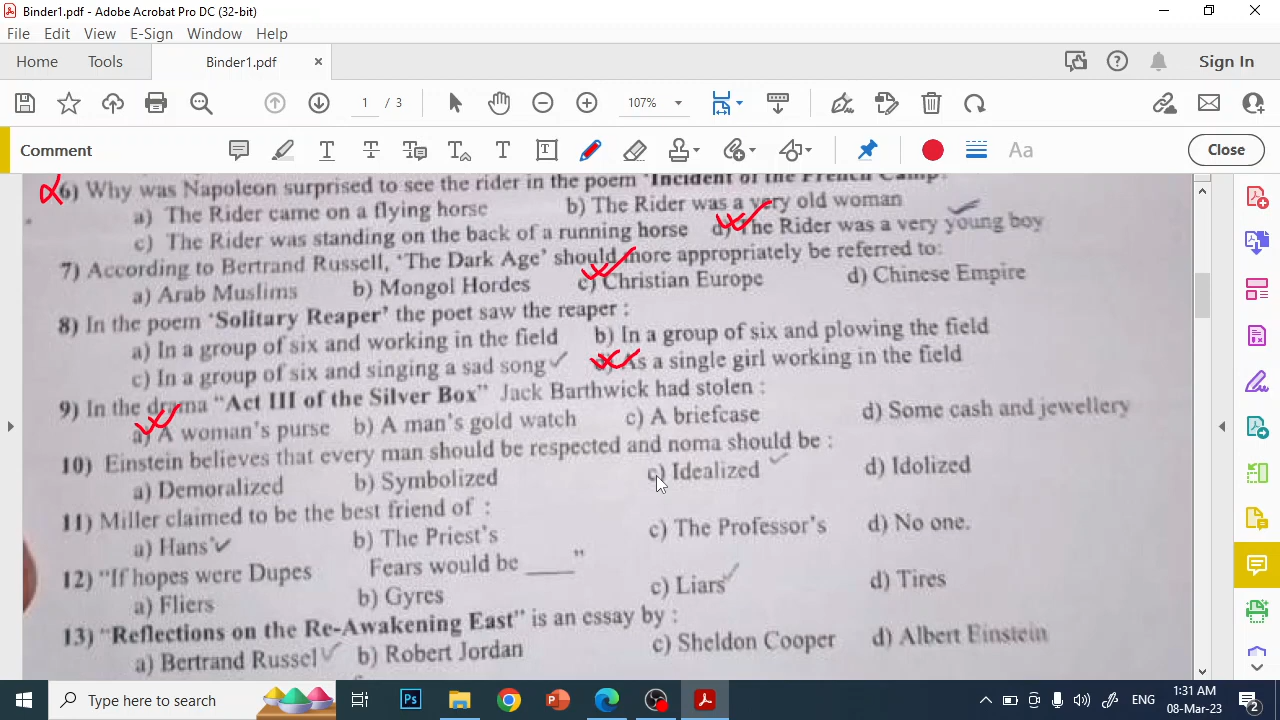 Binder1.pdf - Adobe Acrobat Pro DC (32-bit)
File Edit View E-Sign Window Help
Home Tools Binder1.pdf × Sign In
1 / 3 107%
Comment Aa Close
6) Why was Napoleon surprised to see the rider in the poem 'Incident of the French Camp?
a) The Rider came on a flying horse b) The Rider was a very old woman
c) The Rider was standing on the back of a running horse d) The Rider was a very young boy
7) According to Bertrand Russell, 'The Dark Age' should more appropriately be referred to:
a) Arab Muslims b) Mongol Hordes c) Christian Europe d) Chinese Empire
8) In the poem 'Solitary Reaper' the poet saw the reaper :
a) In a group of six and working in the field b) In a group of six and plowing the field
c) In a group of six and singing a sad song d) As a single girl working in the field
9) In the drama "Act III of the Silver Box" Jack Barthwick had stolen :
a) A woman's purse b) A man's gold watch c) A briefcase d) Some cash and jewellery
10) Einstein believes that every man should be respected and noma should be :
a) Demoralized b) Symbolized c) Idealized d) Idolized
11) Miller claimed to be the best friend of :
a) Hans' b) The Priest's c) The Professor's d) No one.
12) "If hopes were Dupes Fears would be ____"
a) Fliers b) Gyres c) Liars d) Tires
13) "Reflections on the Re-Awakening East" is an essay by :
a) Bertrand Russel b) Robert Jordan c) Sheldon Cooper d) Albert Einstein
Type here to search
Ps
ENG
1:31 AM
08-Mar-23
2